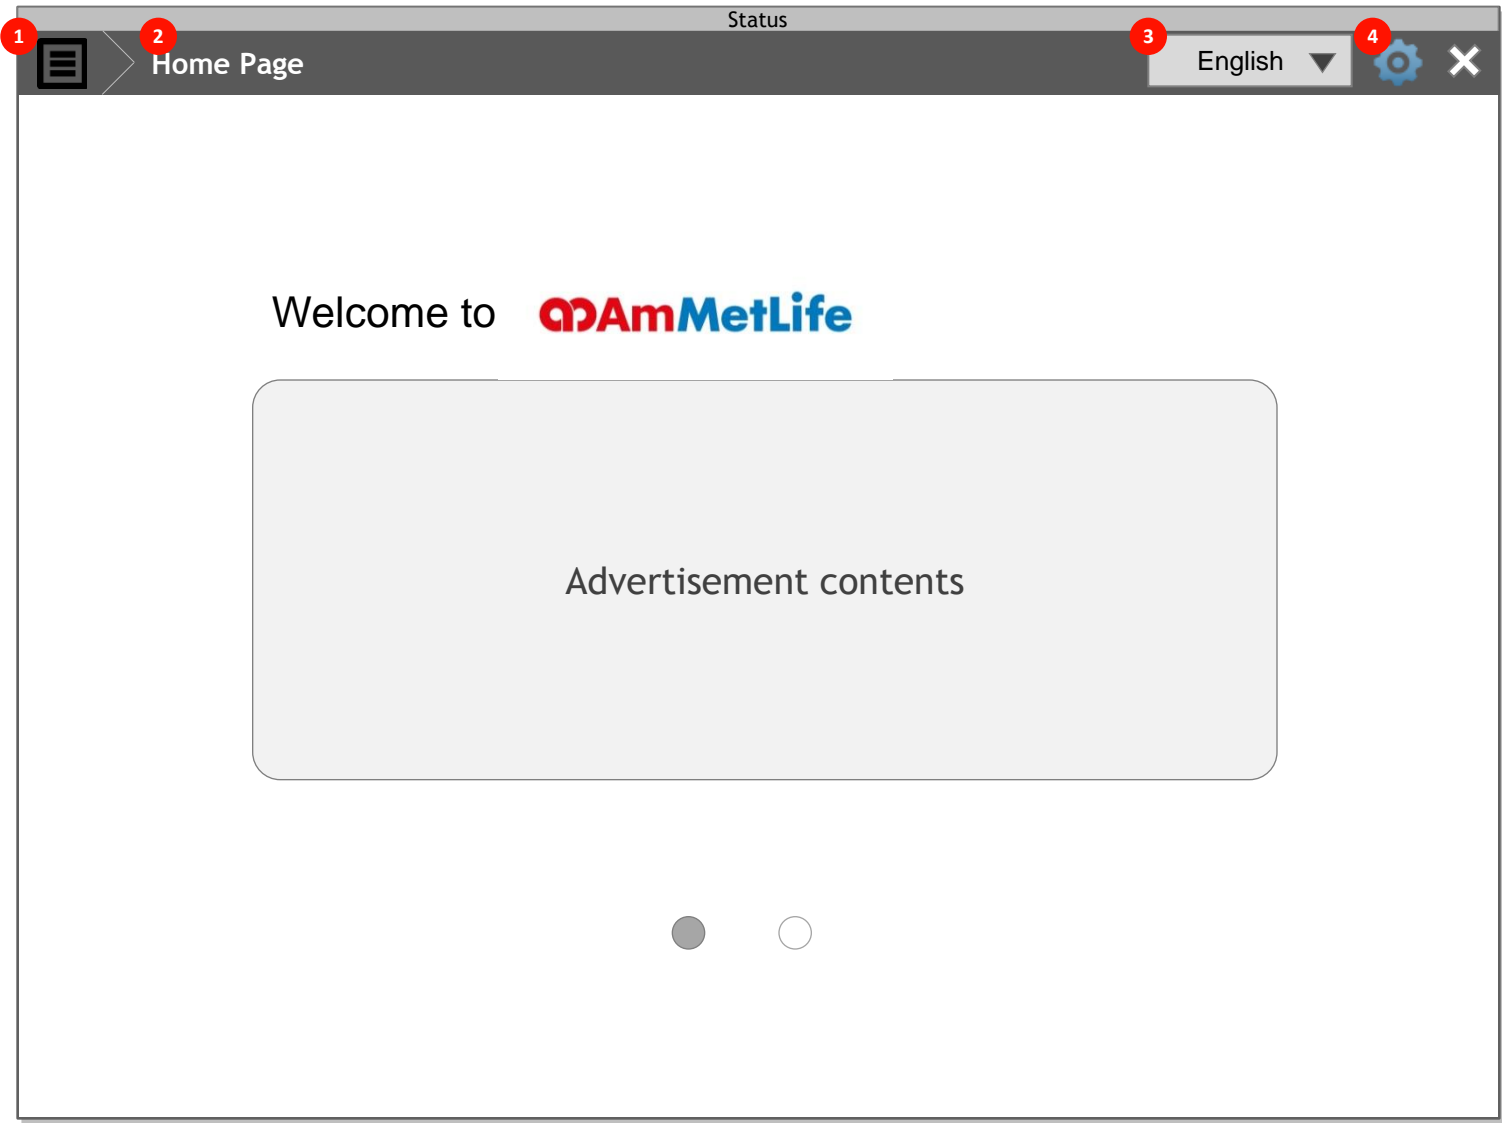 Status
1
2
3
4
Home Page
English
Welcome to AmMetLife
Advertisement contents